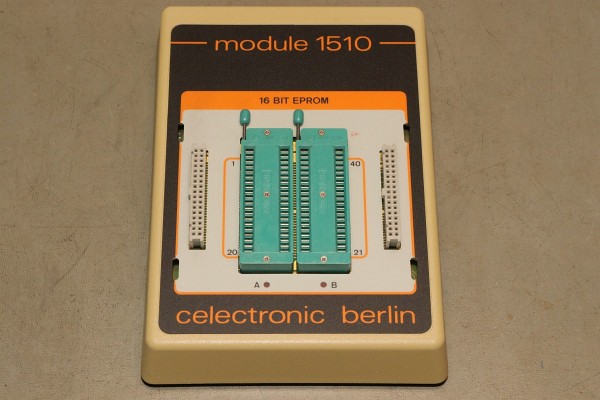 module 1510
16 BIT EPROM
1 40
20 21
A B
celectronic berlin